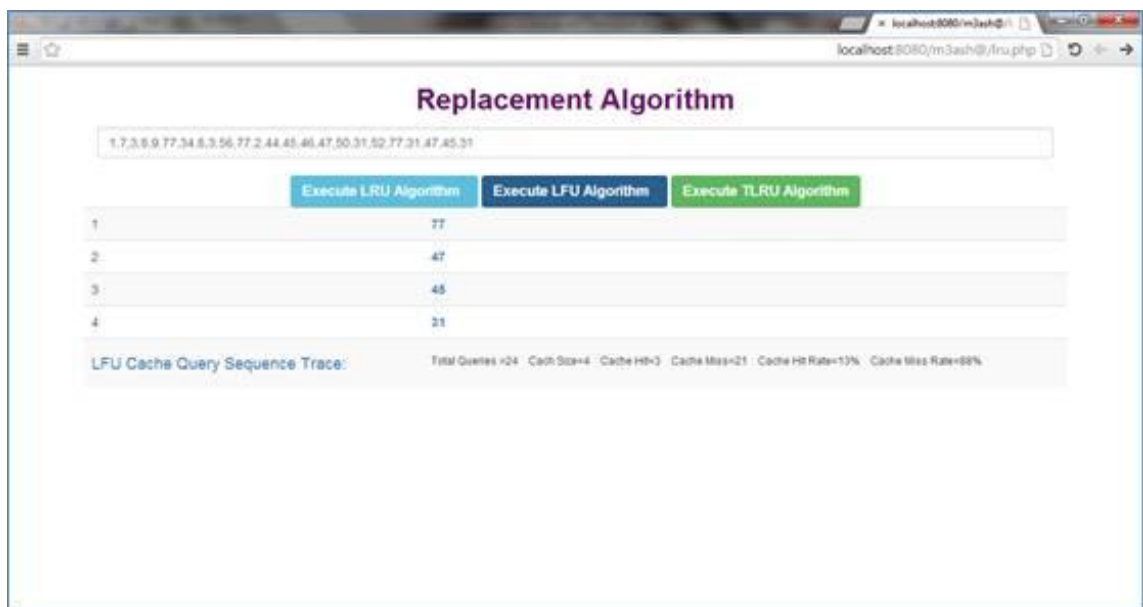 localhost:8080/m3ash@/l
localhost:8080/m3ash@/lru.php
Replacement Algorithm
1,7,3,8,9,77,34,8,3,56,77,2,44,45,46,47,50,31,52,77,31,47,45,31
Execute LRU Algorithm Execute LFU Algorithm Execute TLRU Algorithm
1 77
2 47
3 45
4 31
LFU Cache Query Sequence Trace: Total Queries =24 Cach Size=4 Cache Hit=3 Cache Miss=21 Cache Hit Rate=13% Cache Miss Rate=88%